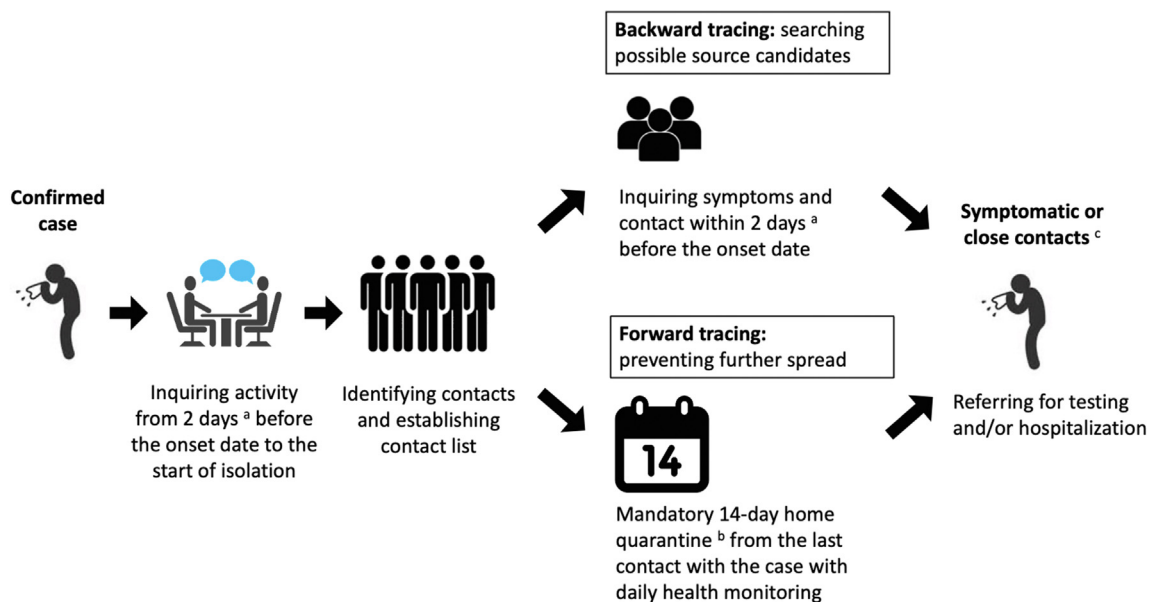 Confirmed
case
Inquiring activity
from 2 days ᵃ before
the onset date to the
start of isolation
Identifying contacts
and establishing
contact list
Backward tracing: searching
possible source candidates
Inquiring symptoms and
contact within 2 days ᵃ
before the onset date
Forward tracing:
preventing further spread
14
Mandatory 14-day home
quarantine ᵇ from the last
contact with the case with
daily health monitoring
Symptomatic or
close contacts ᶜ
Referring for testing
and/or hospitalization